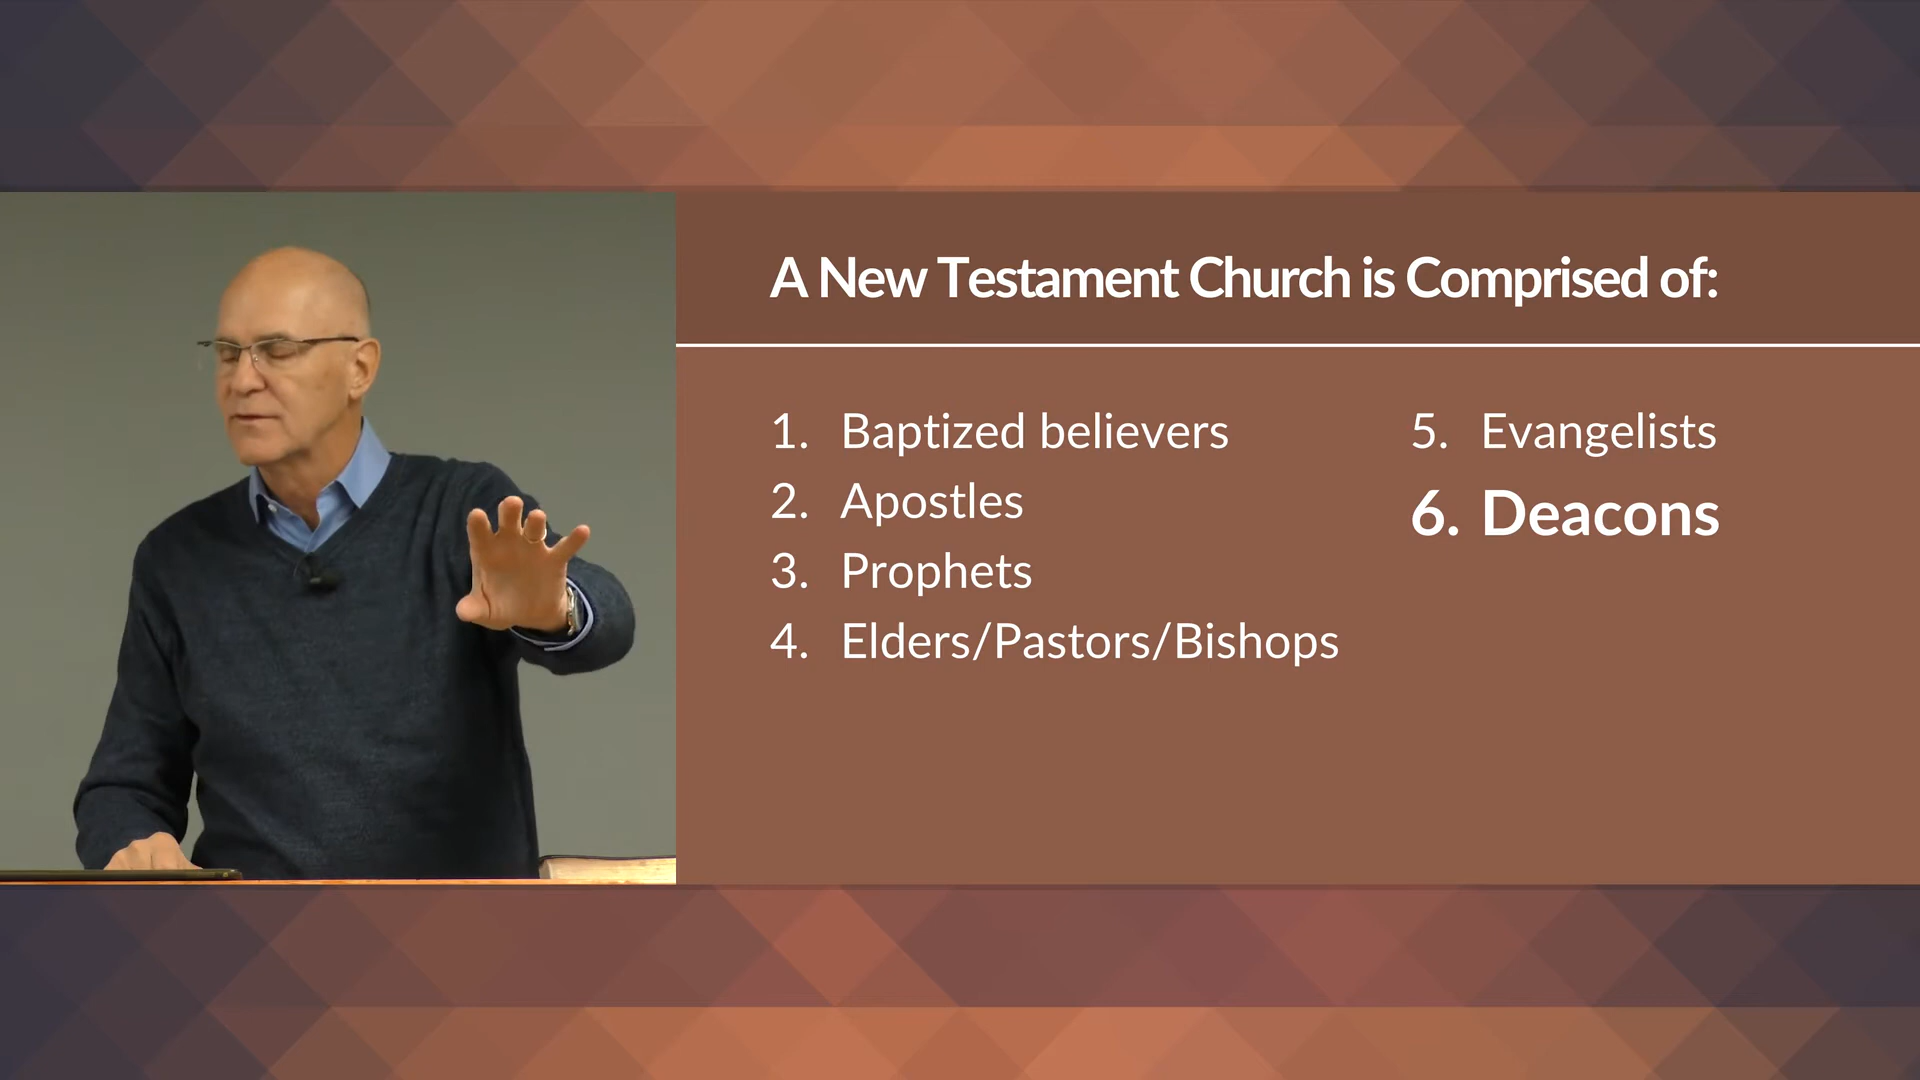 A New Testament Church is Comprised of:
1. Baptized believers
2. Apostles
3. Prophets
4. Elders/Pastors/Bishops
5. Evangelists
6. Deacons